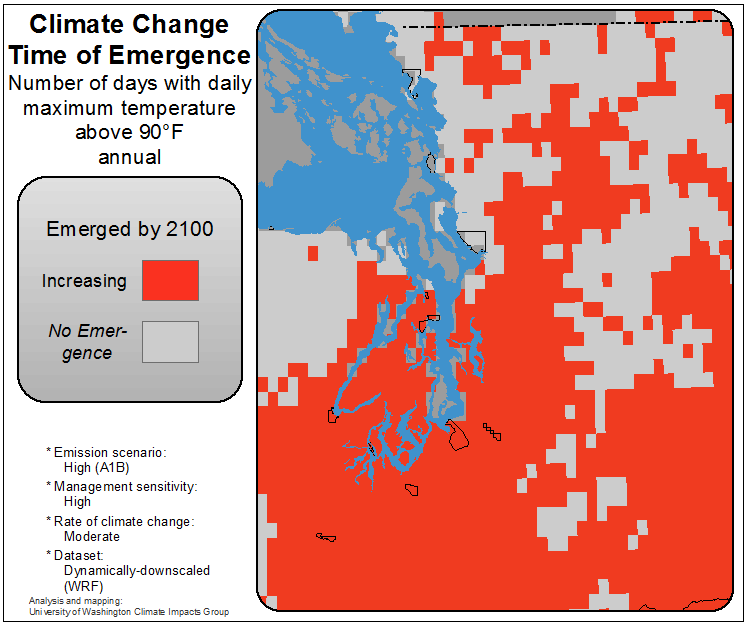 Climate Change
Time of Emergence
Number of days with daily
maximum temperature
above 90°F
annual
Emerged by 2100
Increasing
No Emer-
gence
* Emission scenario:
High (A1B)
* Management sensitivity:
High
* Rate of climate change:
Moderate
* Dataset:
Dynamically-downscaled
(WRF)
Analysis and mapping:
University of Washington Climate Impacts Group